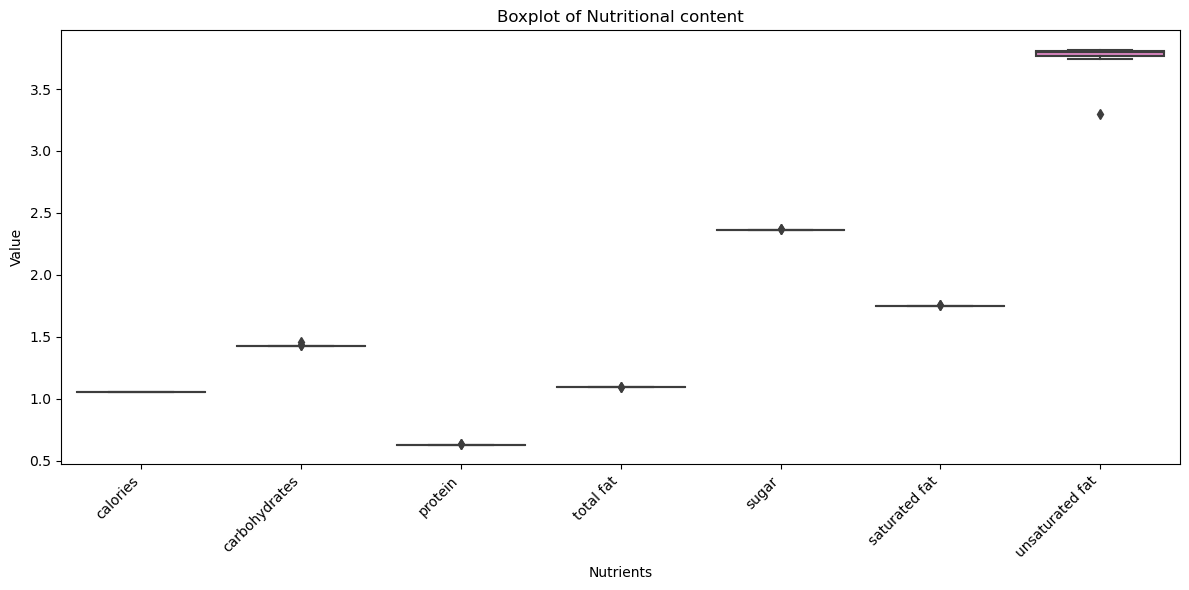 Boxplot of Nutritional content
Value
3.5
3.0
2.5
2.0
1.5
1.0
0.5
calories
carbohydrates
protein
total fat
sugar
saturated fat
unsaturated fat
Nutrients